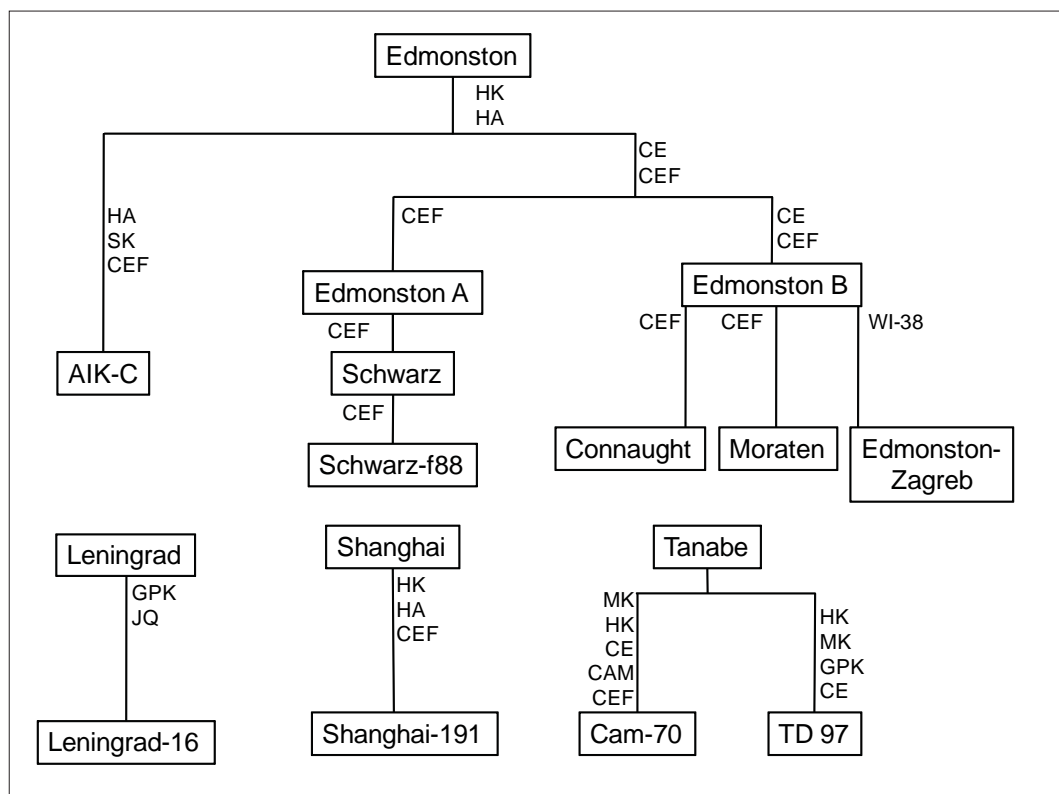 Edmonston
HK
HA
CE
CEF
HA
SK
CEF
CEF
CE
CEF
Edmonston A
Edmonston B
CEF
CEF
CEF
WI-38
AIK-C
Schwarz
CEF
Schwarz-f88
Connaught
Moraten
Edmonston-
Zagreb
Leningrad
GPK
JQ
Leningrad-16
Shanghai
HK
HA
CEF
Shanghai-191
Tanabe
MK
HK
CE
CAM
CEF
HK
MK
GPK
CE
Cam-70
TD 97